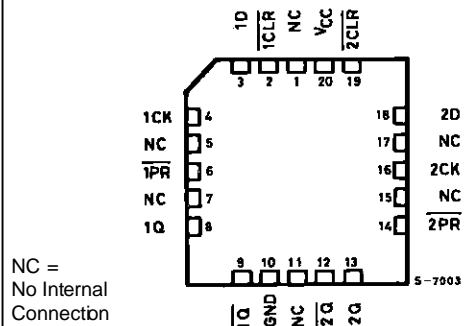 1D 1CLR NC VCC 2CLR
3 2 1 20 19
1CK 4 18 2D
NC 5 17 NC
1PR 6 16 2CK
NC 7 15 NC
1Q 8 14 2PR
9 10 11 12 13
1Q GND NC 2Q 2Q
S-7003
NC =
No Internal
Connection